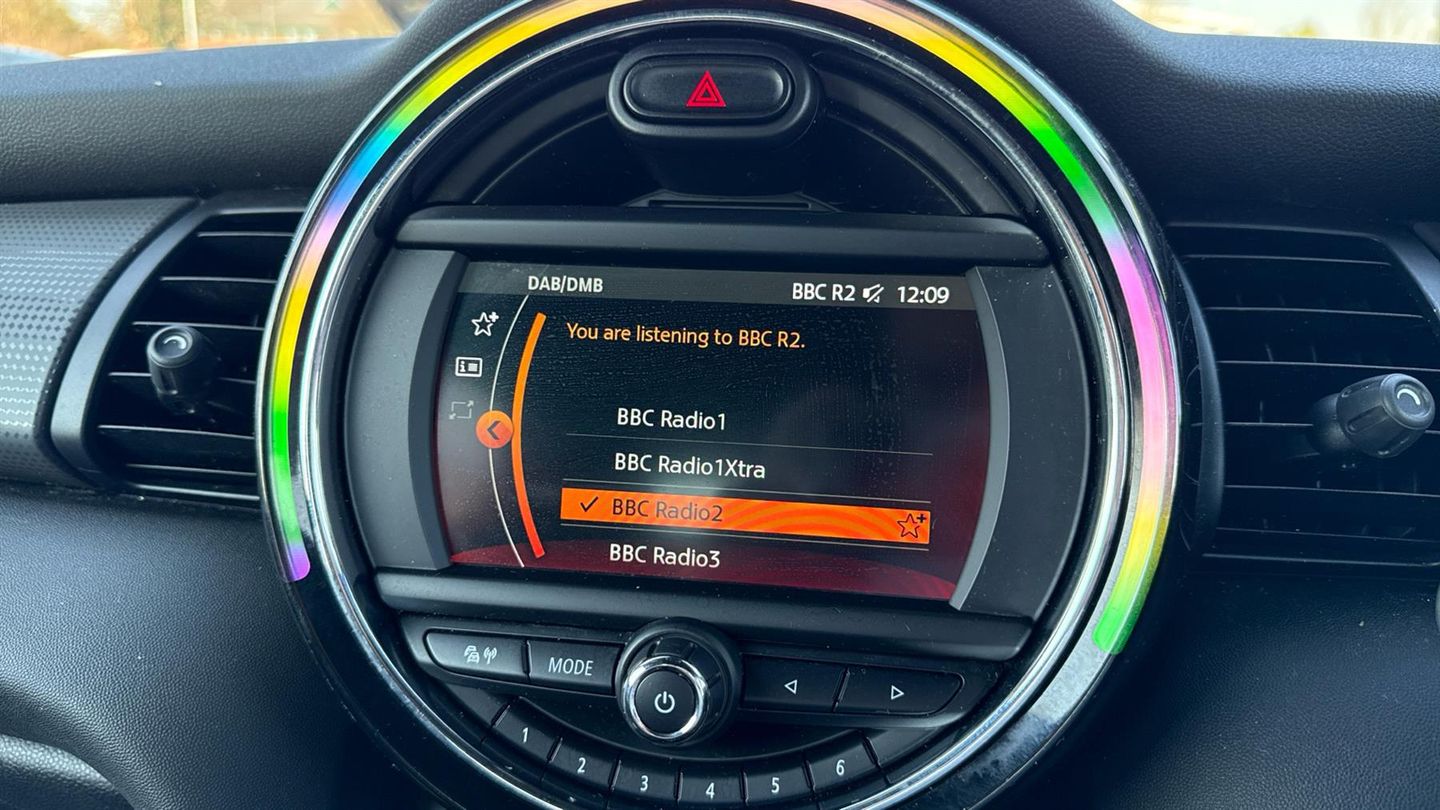 DAB/DMB
BBC R2 12:09
You are listening to BBC R2.
BBC Radio1
BBC Radio1Xtra
BBC Radio2
BBC Radio3
MODE
1
2
3
4
5
6